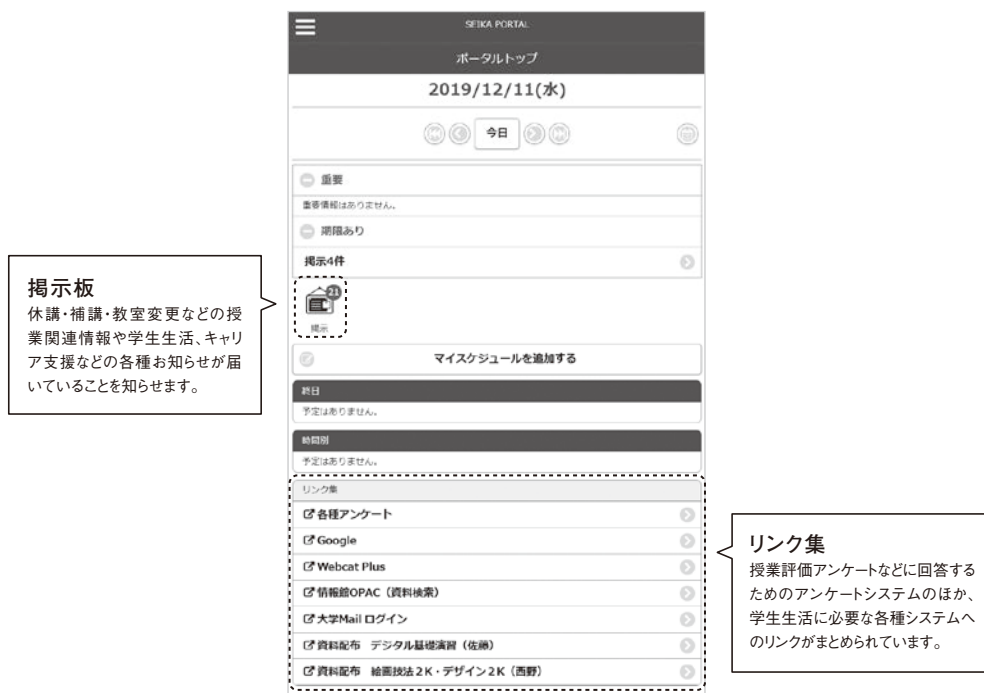 SEIKA PORTAL
ポータルトップ
2019/12/11(水)
今日
重要
重要情報はありません。
期限あり
掲示4件
21
掲示
マイスケジュールを追加する
終日
予定はありません。
時間別
予定はありません。
リンク集
各種アンケート
Google
Webcat Plus
情報館OPAC（資料検索）
大学Mail ログイン
資料配布　デジタル基礎演習（佐藤）
資料配布　絵画技法２K・デザイン２K（西野）
掲示板
休講・補講・教室変更などの授
業関連情報や学生生活、キャリ
ア支援などの各種お知らせが届
いていることを知らせます。
リンク集
授業評価アンケートなどに回答する
ためのアンケートシステムのほか、
学生生活に必要な各種システムへ
のリンクがまとめられています。